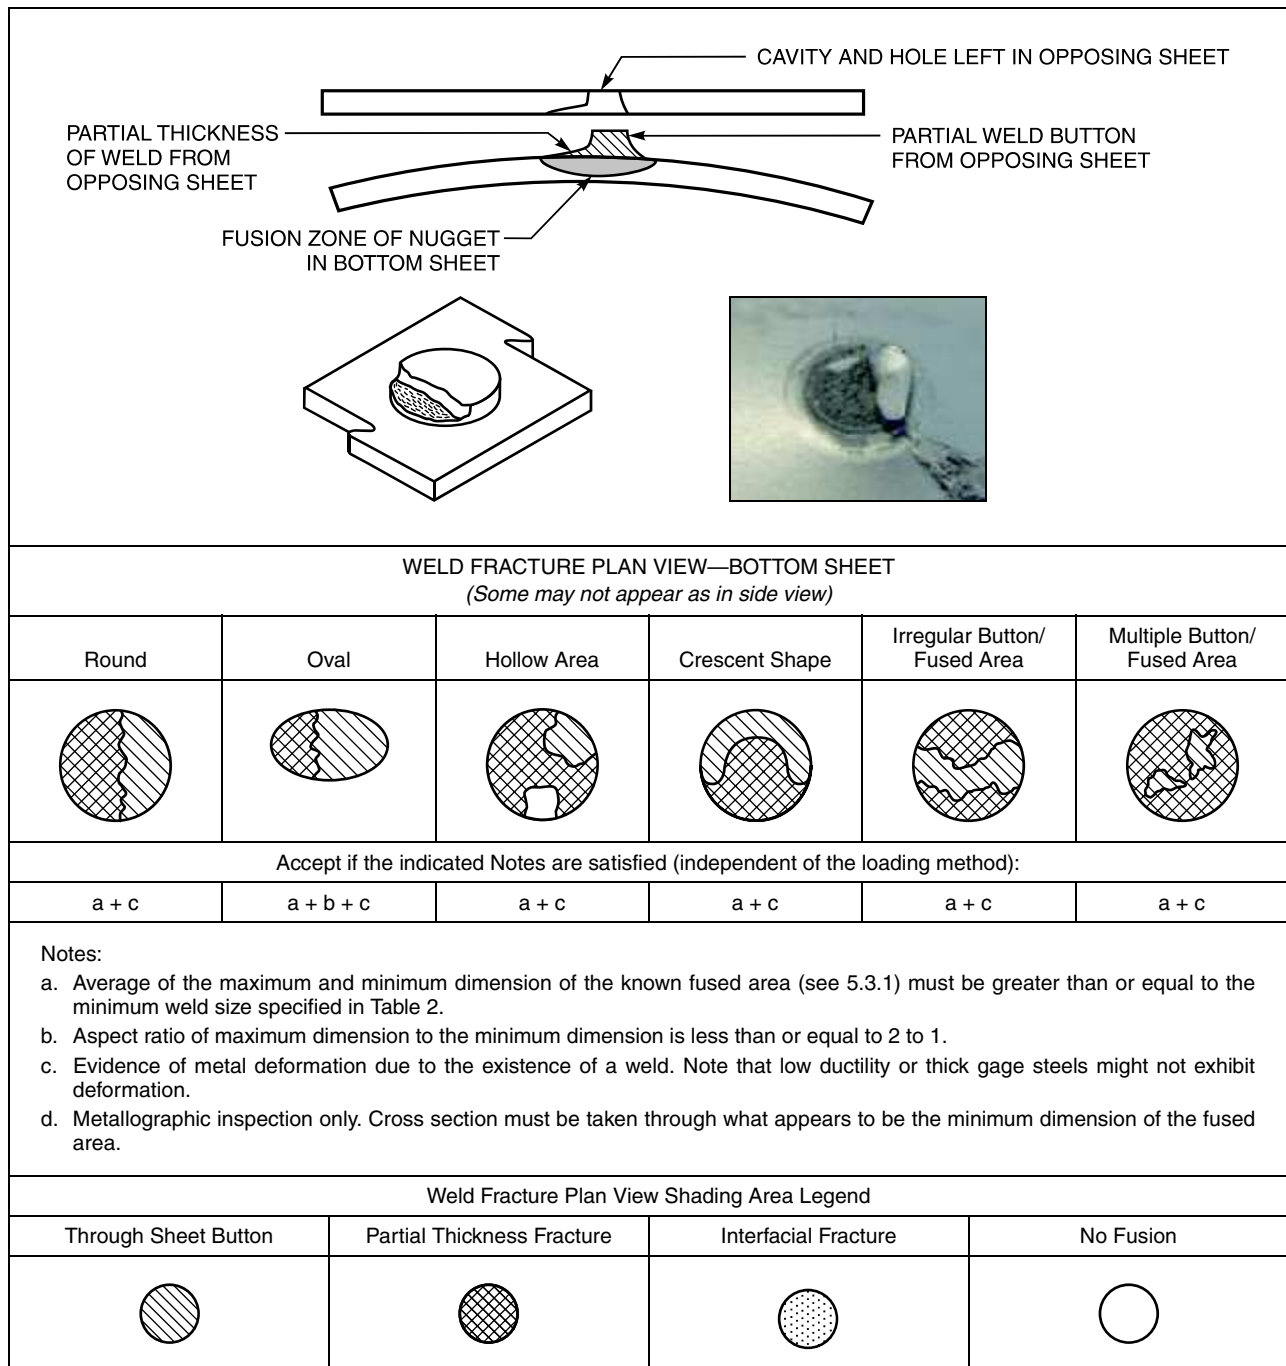 CAVITY AND HOLE LEFT IN OPPOSING SHEET
PARTIAL THICKNESS
OF WELD FROM
OPPOSING SHEET
PARTIAL WELD BUTTON
FROM OPPOSING SHEET
FUSION ZONE OF NUGGET
IN BOTTOM SHEET
WELD FRACTURE PLAN VIEW—BOTTOM SHEET
(Some may not appear as in side view)
Round
Oval
Hollow Area
Crescent Shape
Irregular Button/
Fused Area
Multiple Button/
Fused Area
Accept if the indicated Notes are satisfied (independent of the loading method):
a + c
a + b + c
a + c
a + c
a + c
a + c
Notes:
a. Average of the maximum and minimum dimension of the known fused area (see 5.3.1) must be greater than or equal to the
minimum weld size specified in Table 2.
b. Aspect ratio of maximum dimension to the minimum dimension is less than or equal to 2 to 1.
c. Evidence of metal deformation due to the existence of a weld. Note that low ductility or thick gage steels might not exhibit
deformation.
d. Metallographic inspection only. Cross section must be taken through what appears to be the minimum dimension of the fused
area.
Weld Fracture Plan View Shading Area Legend
Through Sheet Button
Partial Thickness Fracture
Interfacial Fracture
No Fusion